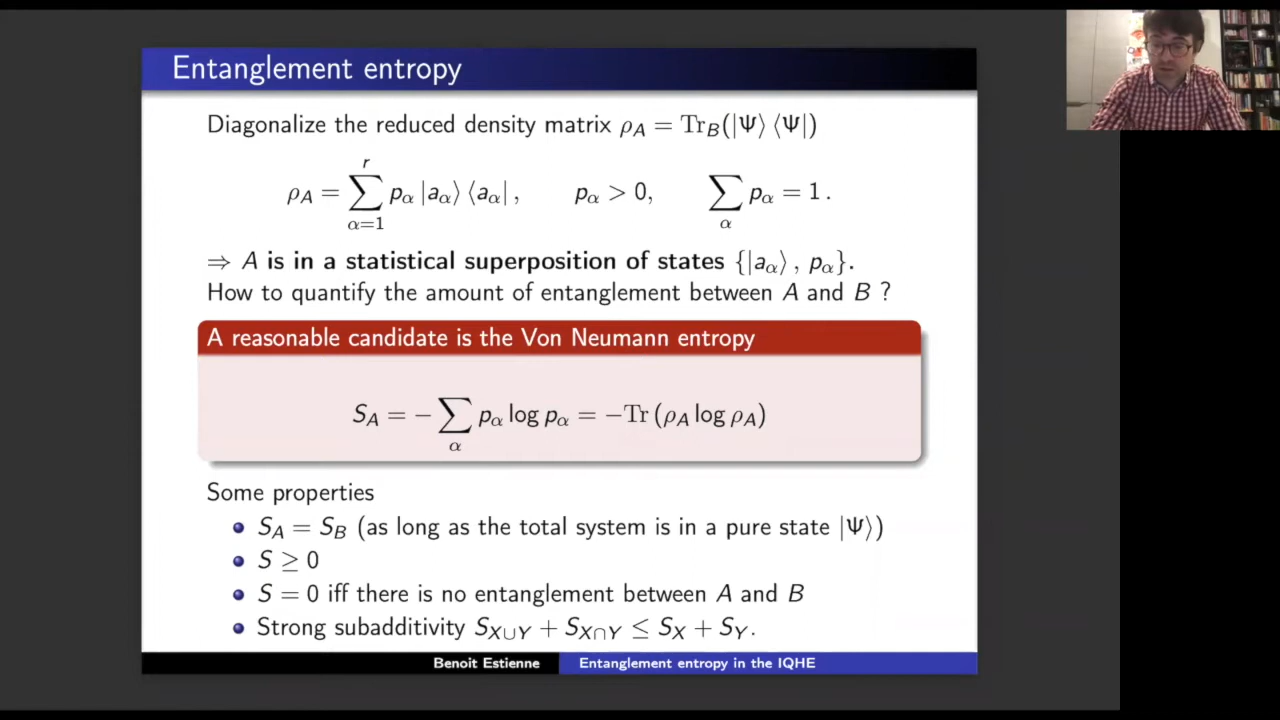 Entanglement entropy
Diagonalize the reduced density matrix ρ_A = Tr_B(|Ψ⟩ ⟨Ψ|)
ρ_A = ∑_{α=1}^{r} p_α |a_α⟩ ⟨a_α| , p_α > 0, ∑_α p_α = 1 .
⇒ A is in a statistical superposition of states {|a_α⟩ , p_α}.
How to quantify the amount of entanglement between A and B ?
A reasonable candidate is the Von Neumann entropy
S_A = − ∑_α p_α log p_α = −Tr (ρ_A log ρ_A)
Some properties
S_A = S_B (as long as the total system is in a pure state |Ψ⟩)
S ≥ 0
S = 0 iff there is no entanglement between A and B
Strong subadditivity S_{X∪Y} + S_{X∩Y} ≤ S_X + S_Y.
Benoit Estienne Entanglement entropy in the IQHE